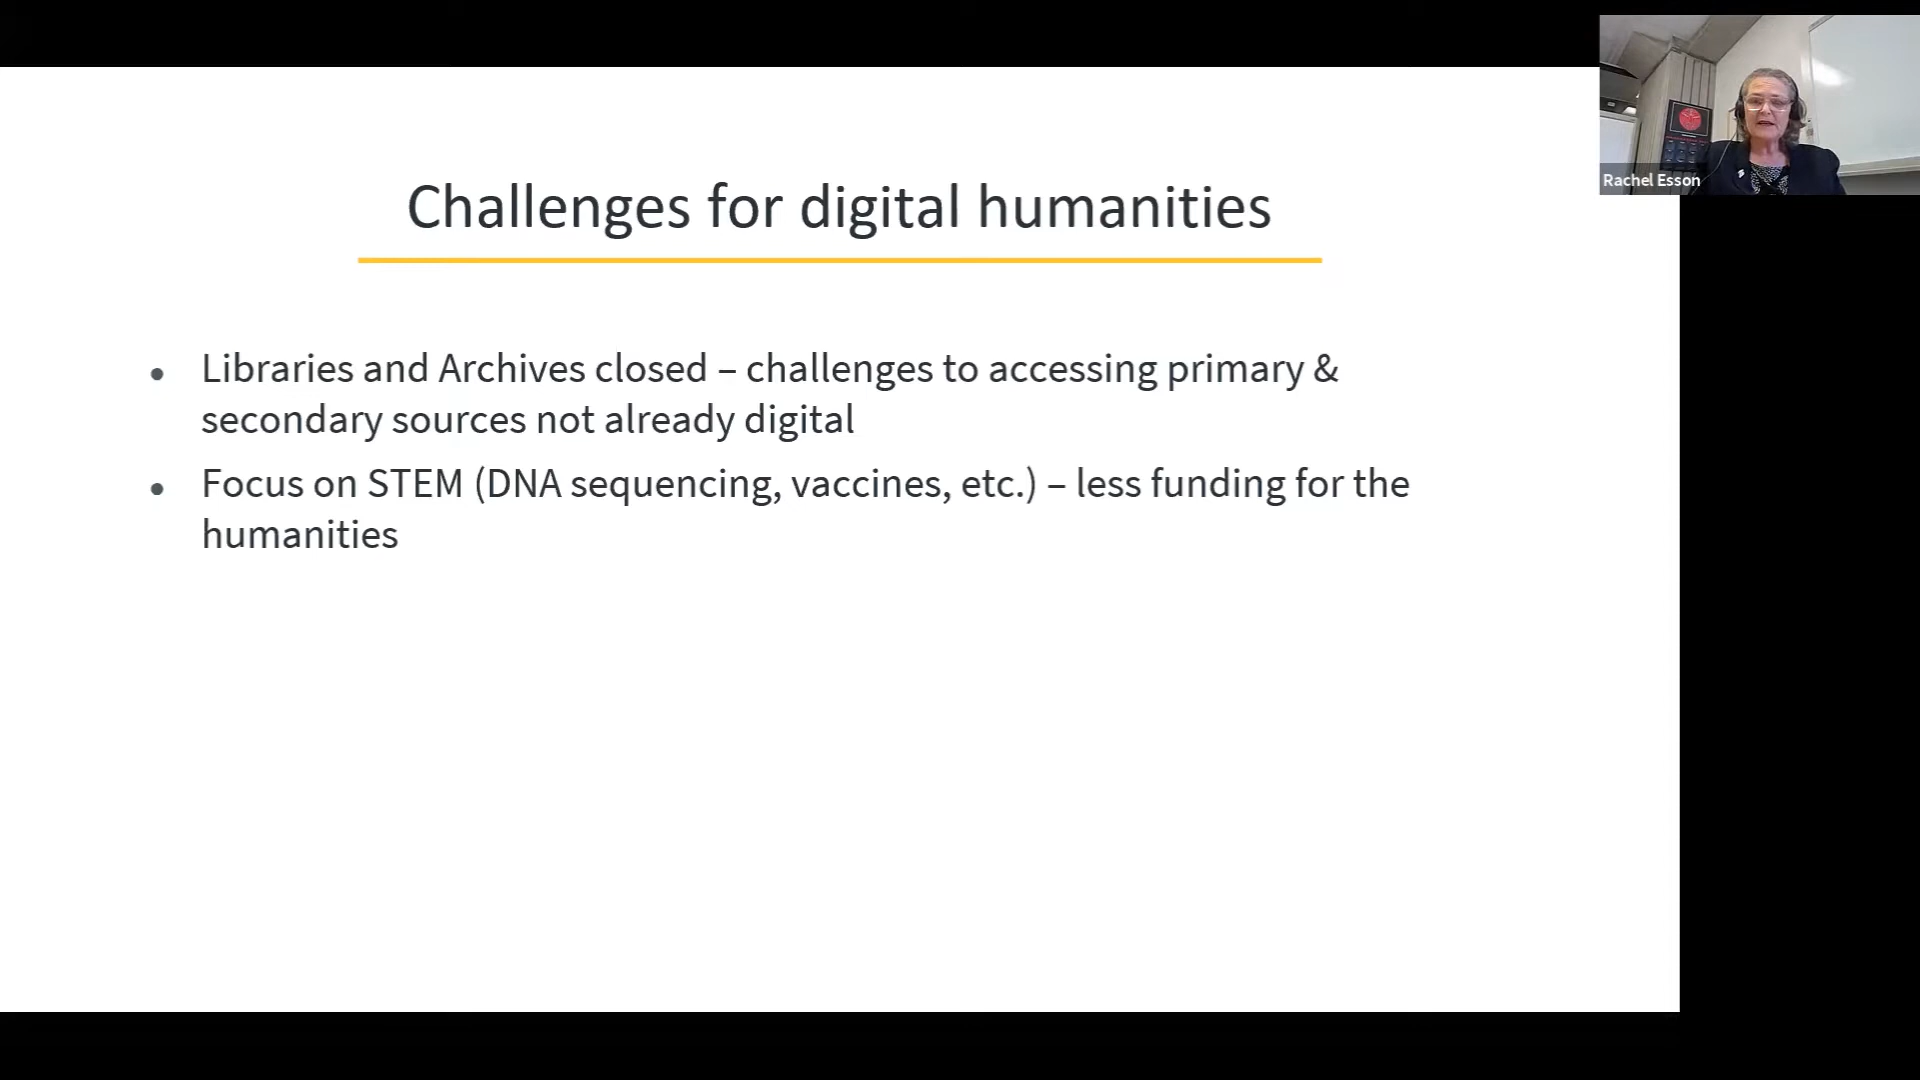 Challenges for digital humanities
• Libraries and Archives closed – challenges to accessing primary &
secondary sources not already digital
• Focus on STEM (DNA sequencing, vaccines, etc.) – less funding for the
humanities
Rachel Esson